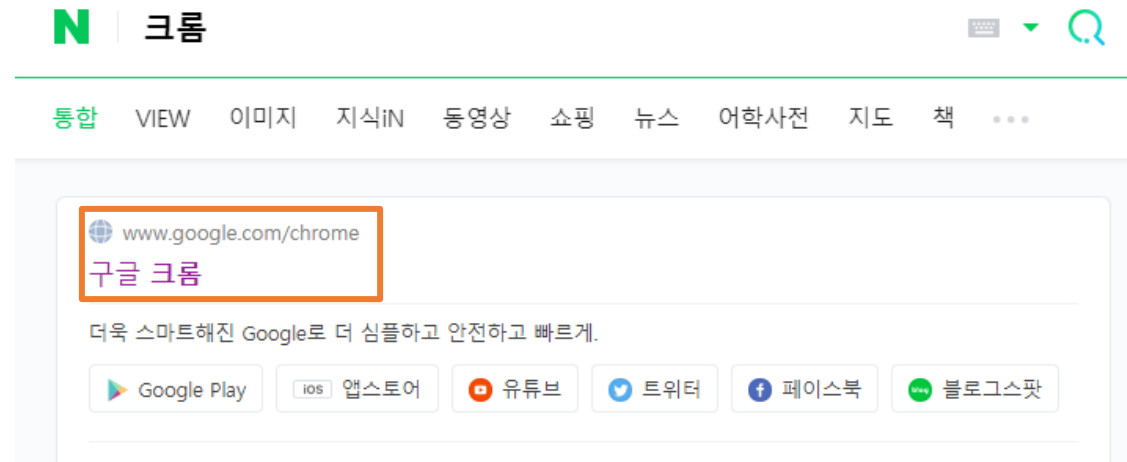 N 크롬
통합 VIEW 이미지 지식iN 동영상 쇼핑 뉴스 어학사전 지도 책
www.google.com/chrome
구글 크롬
더욱 스마트해진 Google로 더 심플하고 안전하고 빠르게.
Google Play iOS 앱스토어 유튜브 트위터 페이스북 블로그스팟